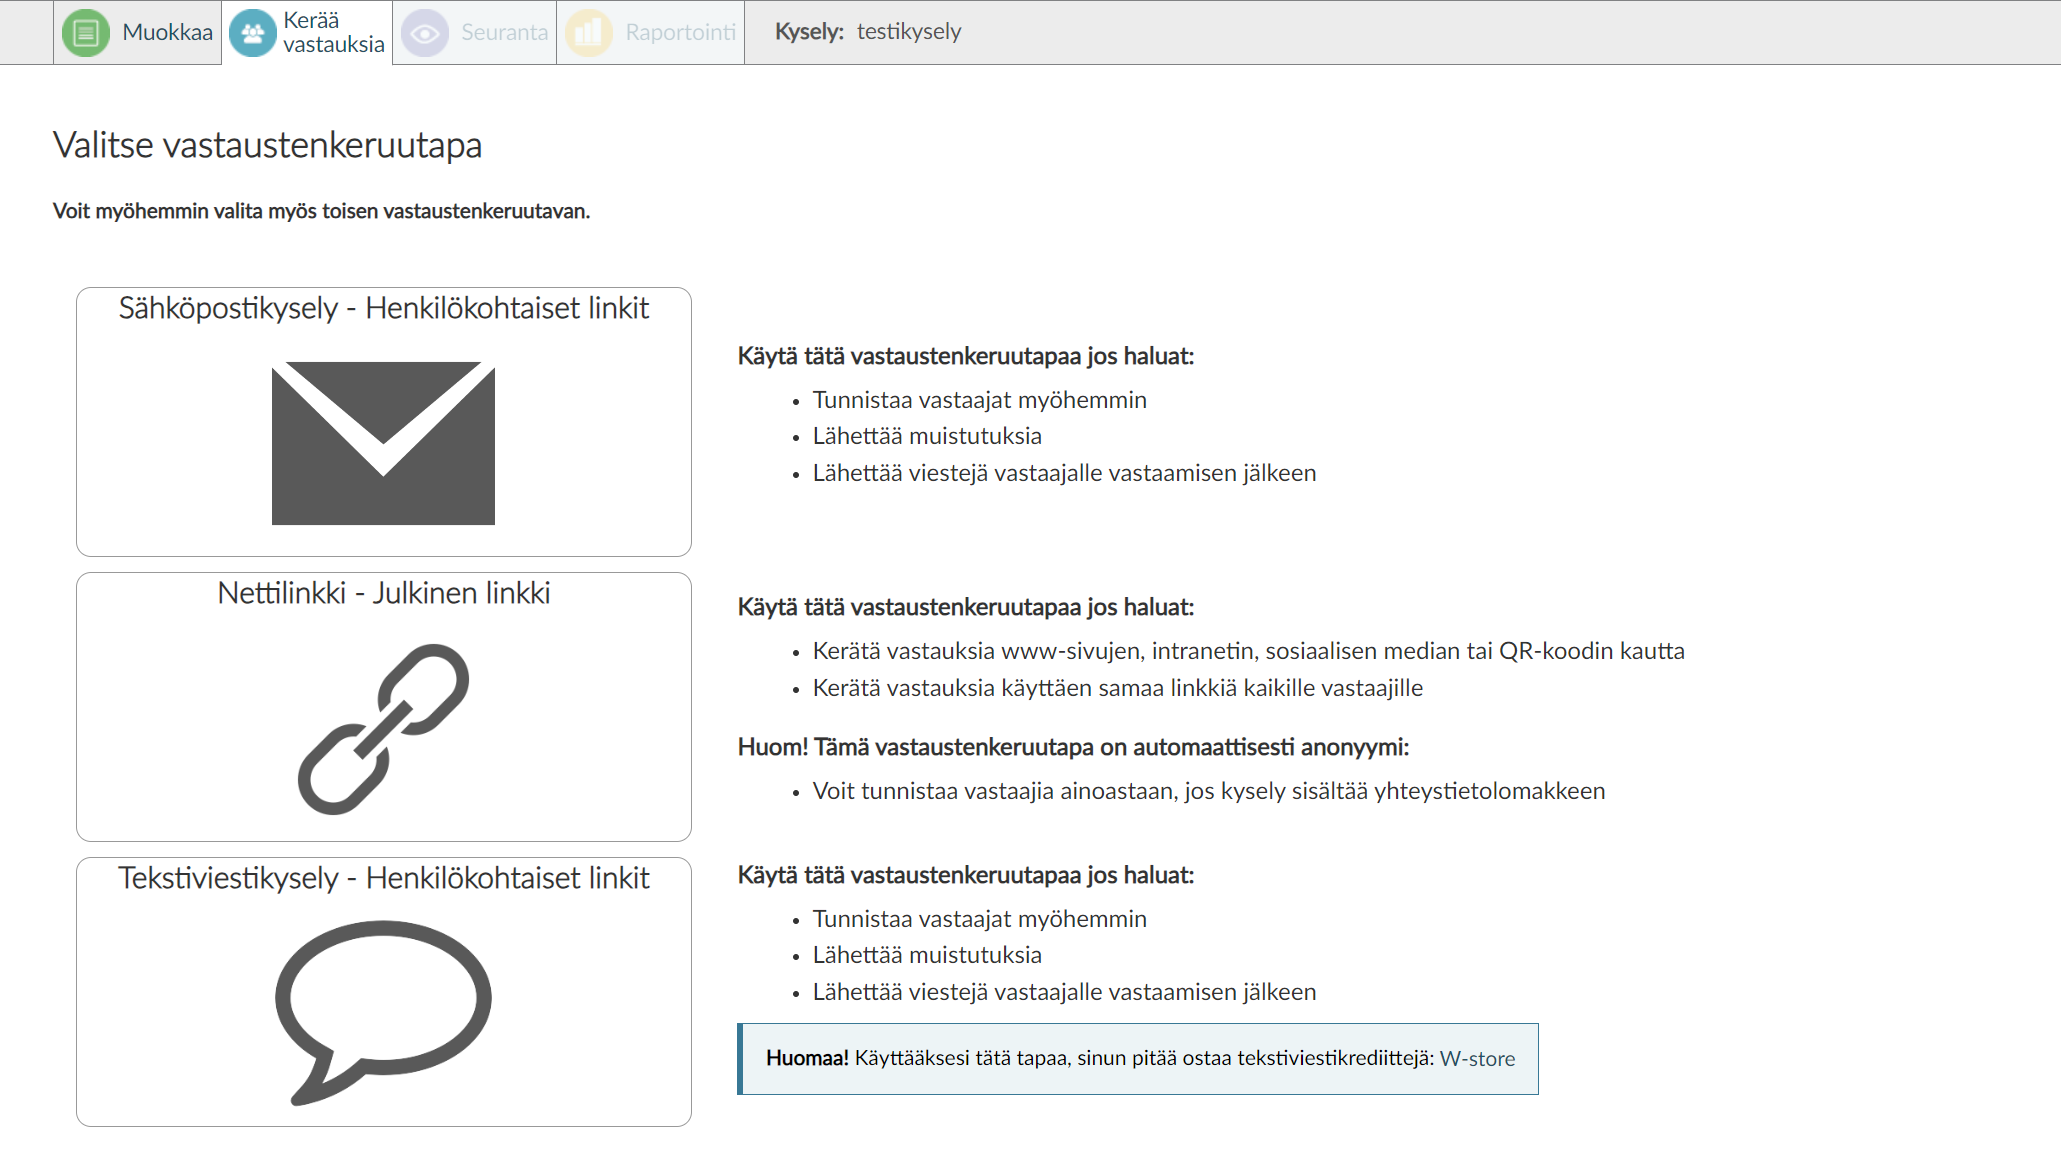 Muokkaa
Kerää
vastauksia
Seuranta
Raportointi
Kysely: testikysely
Valitse vastaustenkeruutapa
Voit myöhemmin valita myös toisen vastaustenkeruutavan.
Sähköpostikysely - Henkilökohtaiset linkit
Käytä tätä vastaustenkeruutapaa jos haluat:
• Tunnistaa vastaajat myöhemmin
• Lähettää muistutuksia
• Lähettää viestejä vastaajalle vastaamisen jälkeen
Nettilinkki - Julkinen linkki
Käytä tätä vastaustenkeruutapaa jos haluat:
• Kerätä vastauksia www-sivujen, intranetin, sosiaalisen median tai QR-koodin kautta
• Kerätä vastauksia käyttäen samaa linkkiä kaikille vastaajille
Huom! Tämä vastaustenkeruutapa on automaattisesti anonyymi:
• Voit tunnistaa vastaajia ainoastaan, jos kysely sisältää yhteystietolomakkeen
Tekstiviestikysely - Henkilökohtaiset linkit
Käytä tätä vastaustenkeruutapaa jos haluat:
• Tunnistaa vastaajat myöhemmin
• Lähettää muistutuksia
• Lähettää viestejä vastaajalle vastaamisen jälkeen
Huomaa! Käyttääksesi tätä tapaa, sinun pitää ostaa tekstiviestikrediittejä: W-store